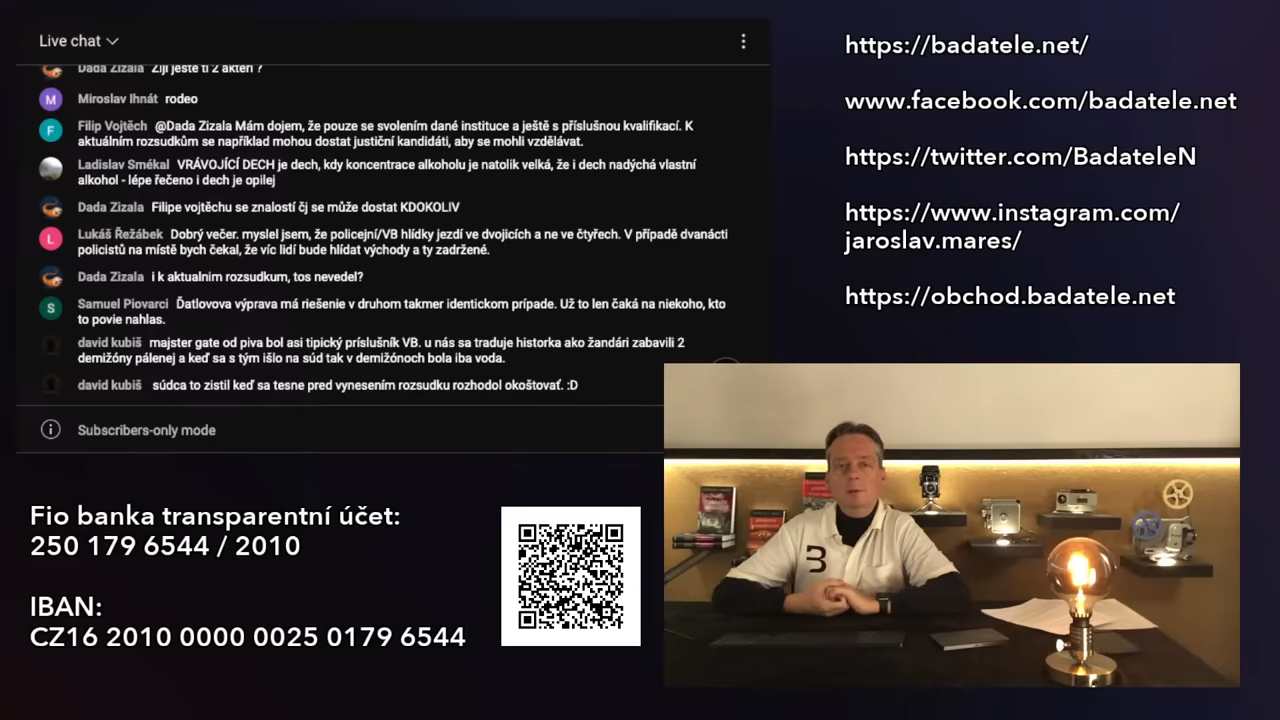 Live chat
Dada Zizala Žijí ještě ti 2 aktéři ?
M Miroslav Ihnát rodeo
F Filip Vojtěch @Dada Zizala Mám dojem, že pouze se svolením dané instituce a ještě s příslušnou kvalifikací. K
aktuálním rozsudkům se například mohou dostat justiční kandidáti, aby se mohli vzdělávat.
Ladislav Smékal VRÁVOJÍCÍ DECH je dech, kdy koncentrace alkoholu je natolik velká, že i dech nadýchá vlastní
alkohol - lépe řečeno i dech je opilej
Dada Zizala Filipe vojtěchu se znalostí čj se může dostat KDOKOLIV
L Lukáš Řežábek Dobrý večer. myslel jsem, že policejní/VB hlídky jezdí ve dvojicích a ne ve čtyřech. V případě dvanácti
policistů na místě bych čekal, že víc lidí bude hlídat východy a ty zadržené.
Dada Zizala i k aktualnim rozsudkum, tos nevedel?
S Samuel Piovarci Ďatlovova výprava má riešenie v druhom takmer identickom prípade. Už to len čaká na niekoho, kto
to povie nahlas.
david kubiš majster gate od piva bol asi tipický príslušník VB. u nás sa traduje historka ako žandári zabavili 2
demižóny pálenej a keď sa s tým išlo na súd tak v demižónoch bola iba voda.
david kubiš súdca to zistil keď sa tesne pred vynesením rozsudku rozhodol okoštovať. :D
Subscribers-only mode
https://badatele.net/
www.facebook.com/badatele.net
https://twitter.com/BadateleN
https://www.instagram.com/
jaroslav.mares/
https://obchod.badatele.net
Fio banka transparentní účet:
250 179 6544 / 2010
IBAN:
CZ16 2010 0000 0025 0179 6544
B